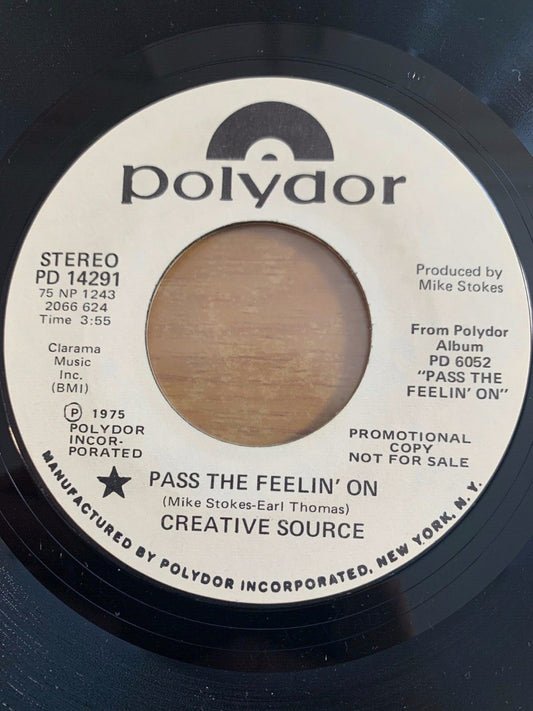 polydor
STEREO
PD 14291
75 NP 1243
2066 624
Time 3:55
Clarama
Music
Inc.
(BMI)
Ⓟ 1975
POLYDOR
INCOR-
PORATED
Produced by
Mike Stokes
From Polydor
Album
PD 6052
"PASS THE
FEELIN' ON"
PROMOTIONAL
COPY
NOT FOR SALE
★ PASS THE FEELIN' ON
(Mike Stokes-Earl Thomas)
CREATIVE SOURCE
MANUFACTURED BY POLYDOR INCORPORATED, NEW YORK, N. Y.